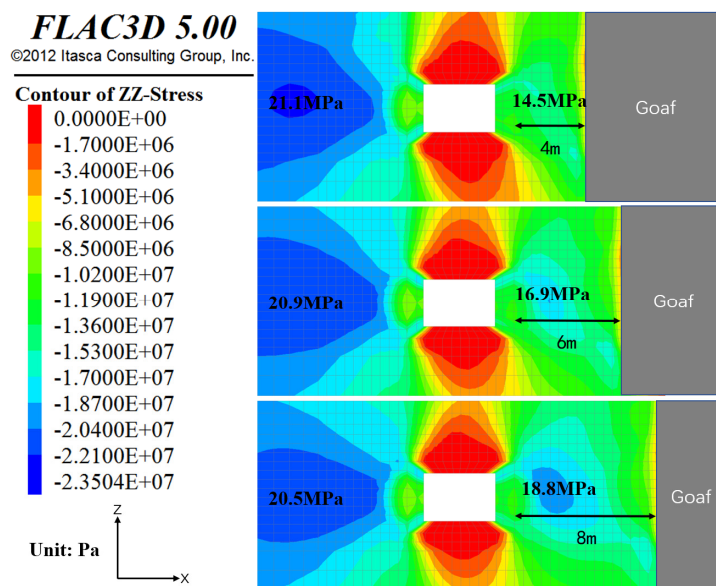 FLAC3D 5.00
©2012 Itasca Consulting Group, Inc.
Contour of ZZ-Stress
0.0000E+00
-1.7000E+06
-3.4000E+06
-5.1000E+06
-6.8000E+06
-8.5000E+06
-1.0200E+07
-1.1900E+07
-1.3600E+07
-1.5300E+07
-1.7000E+07
-1.8700E+07
-2.0400E+07
-2.2100E+07
-2.3504E+07
Z
X
Unit: Pa
21.1MPa
14.5MPa
4m
Goaf
20.9MPa
16.9MPa
6m
Goaf
20.5MPa
18.8MPa
8m
Goaf